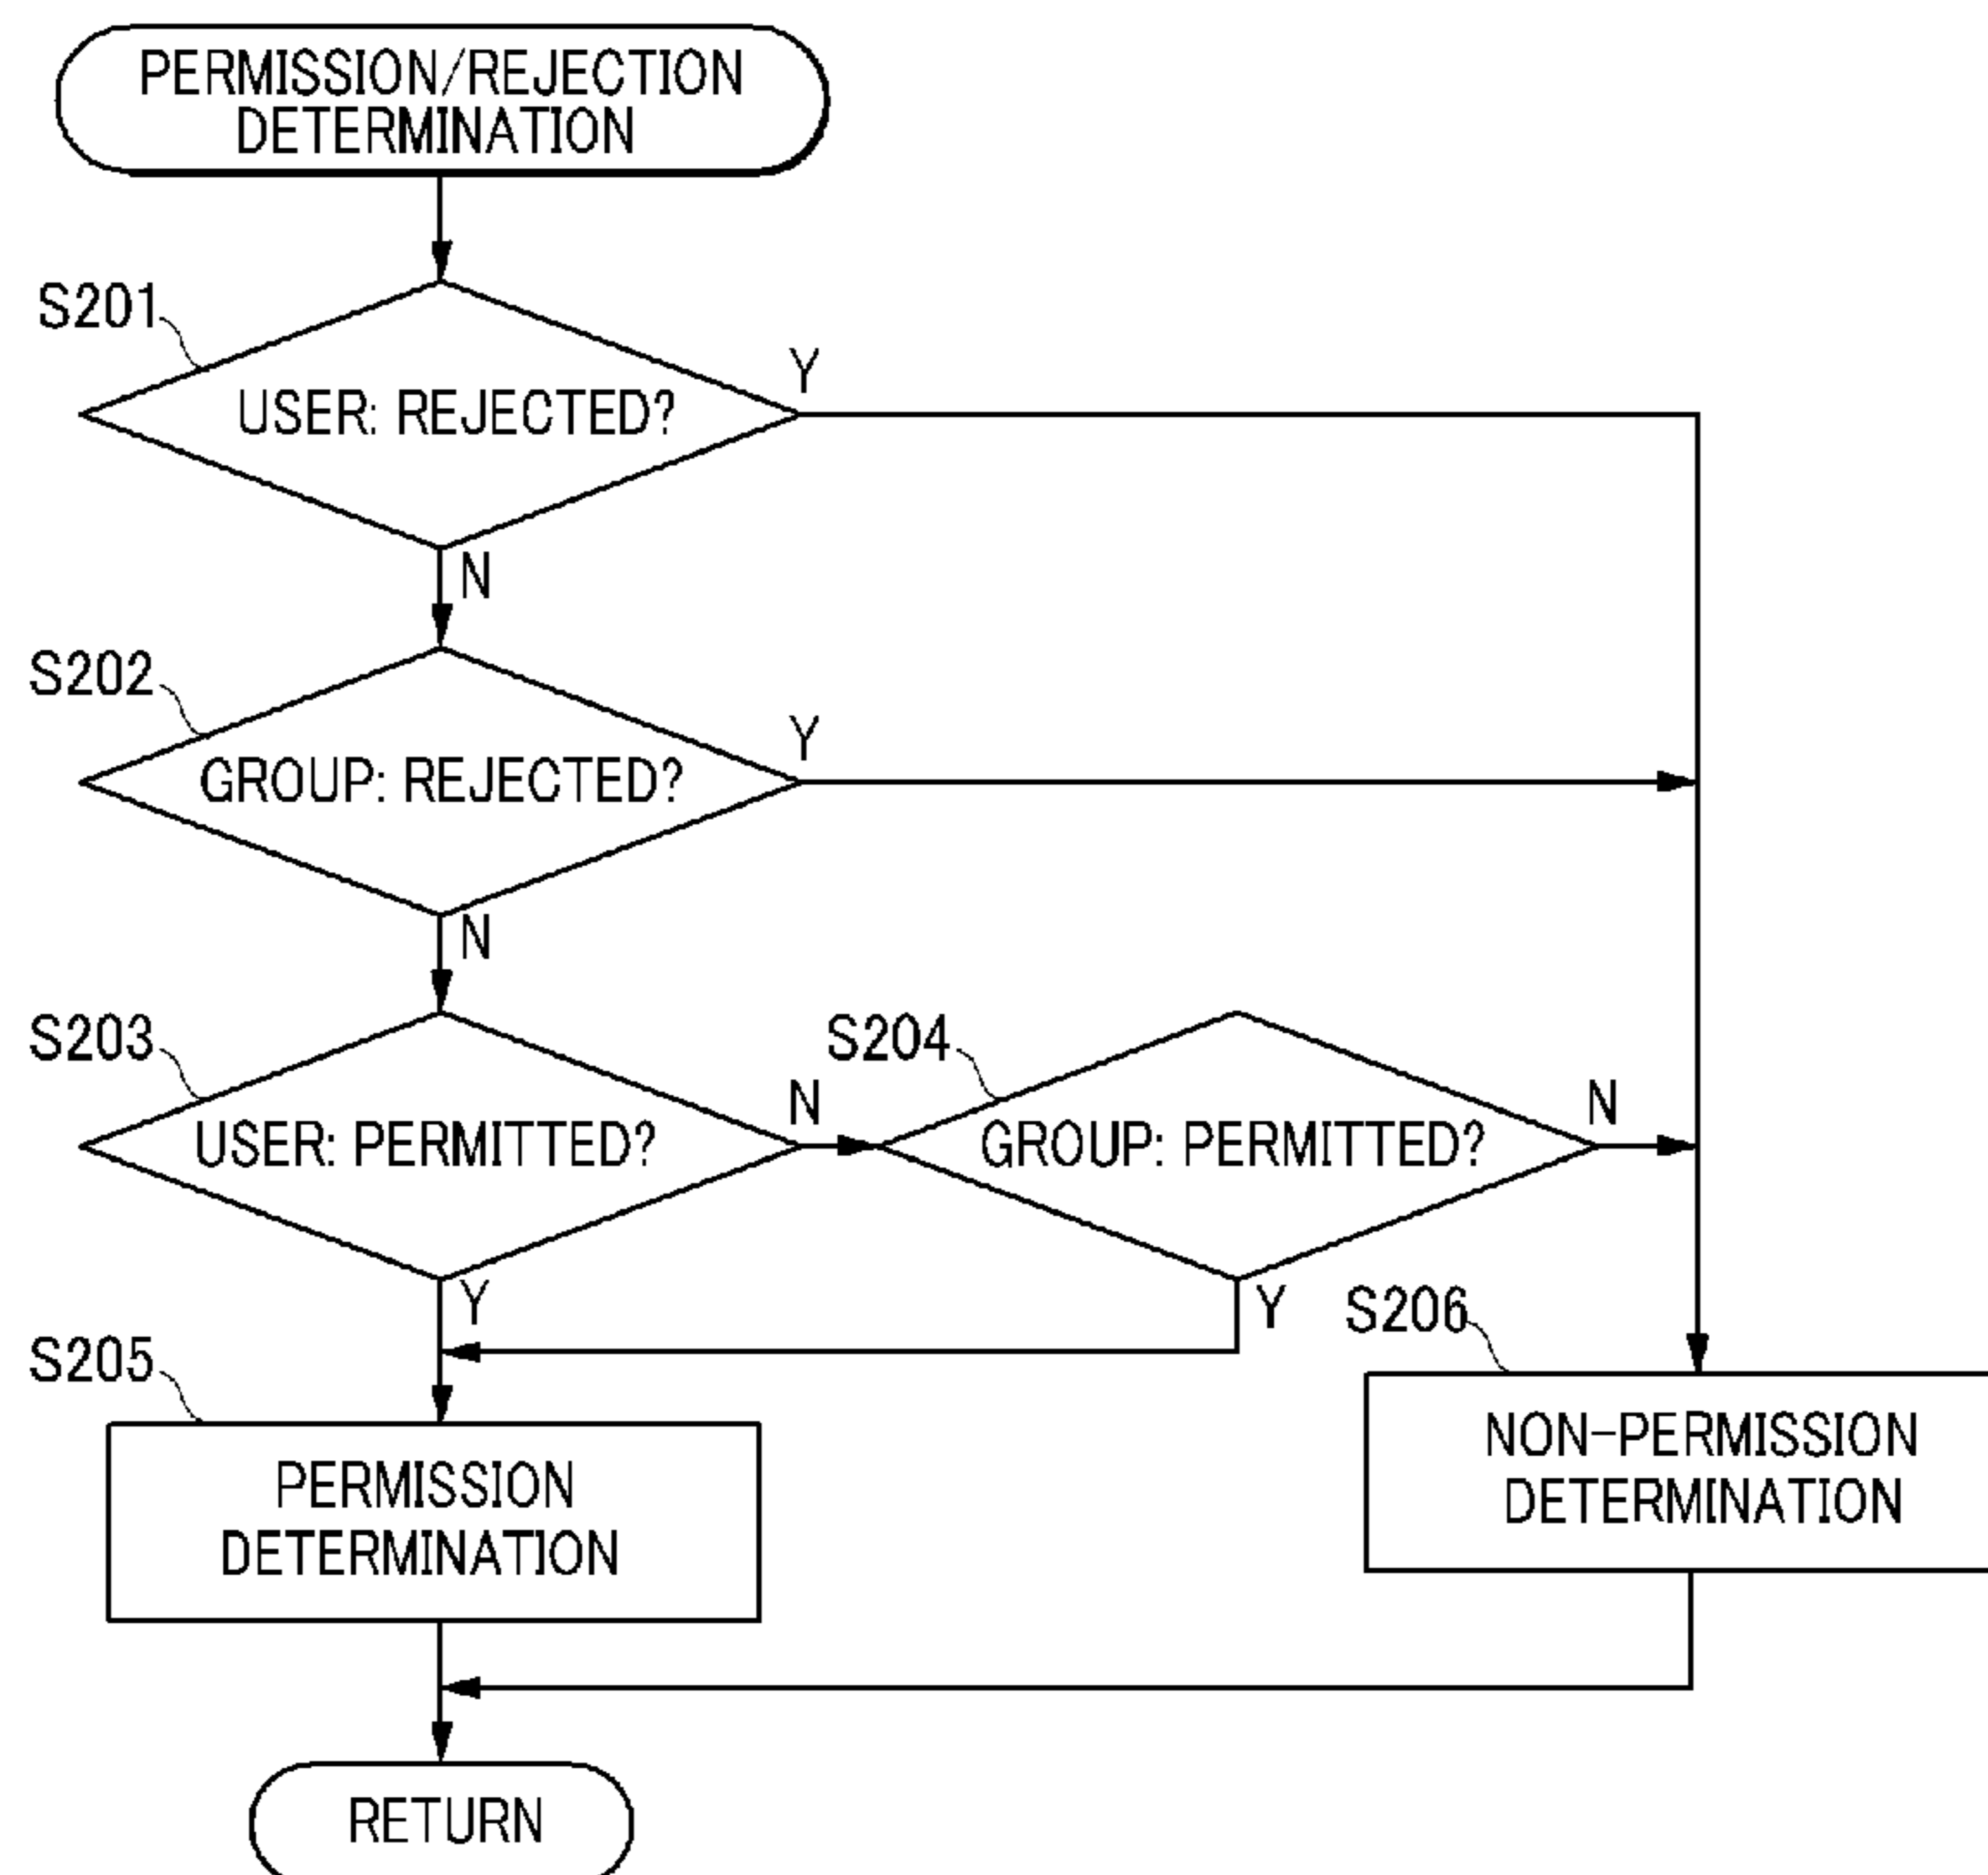 PERMISSION/REJECTION
DETERMINATION
S201
USER: REJECTED?
Y
N
S202
GROUP: REJECTED?
Y
N
S203
USER: PERMITTED?
N
Y
S204
GROUP: PERMITTED?
N
Y
S205
PERMISSION
DETERMINATION
S206
NON-PERMISSION
DETERMINATION
RETURN